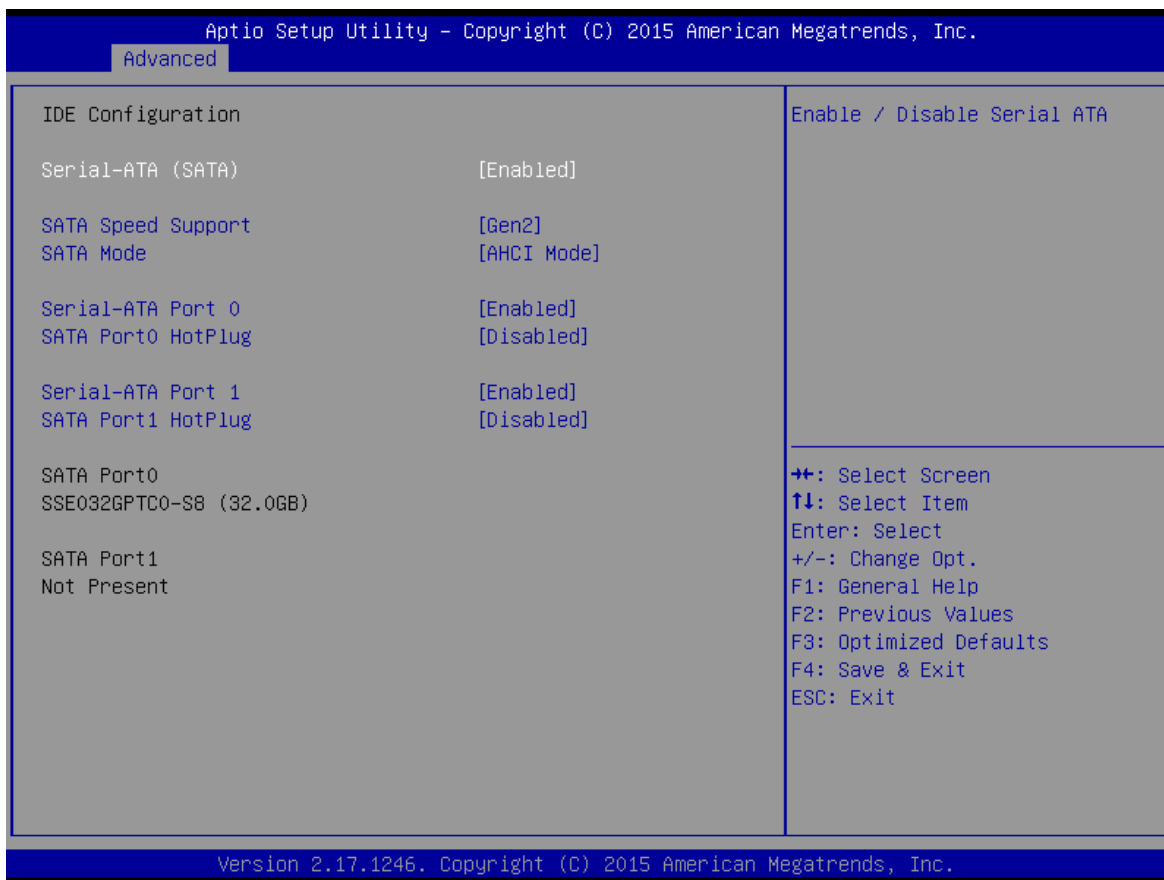 Aptio Setup Utility – Copyright (C) 2015 American Megatrends, Inc.
Advanced
IDE Configuration
Serial-ATA (SATA) [Enabled]
SATA Speed Support [Gen2]
SATA Mode [AHCI Mode]
Serial-ATA Port 0 [Enabled]
SATA Port0 HotPlug [Disabled]
Serial-ATA Port 1 [Enabled]
SATA Port1 HotPlug [Disabled]
SATA Port0
SSE032GPTC0-S8 (32.0GB)
SATA Port1
Not Present
Enable / Disable Serial ATA
→←: Select Screen
↑↓: Select Item
Enter: Select
+/-: Change Opt.
F1: General Help
F2: Previous Values
F3: Optimized Defaults
F4: Save & Exit
ESC: Exit
Version 2.17.1246. Copyright (C) 2015 American Megatrends, Inc.